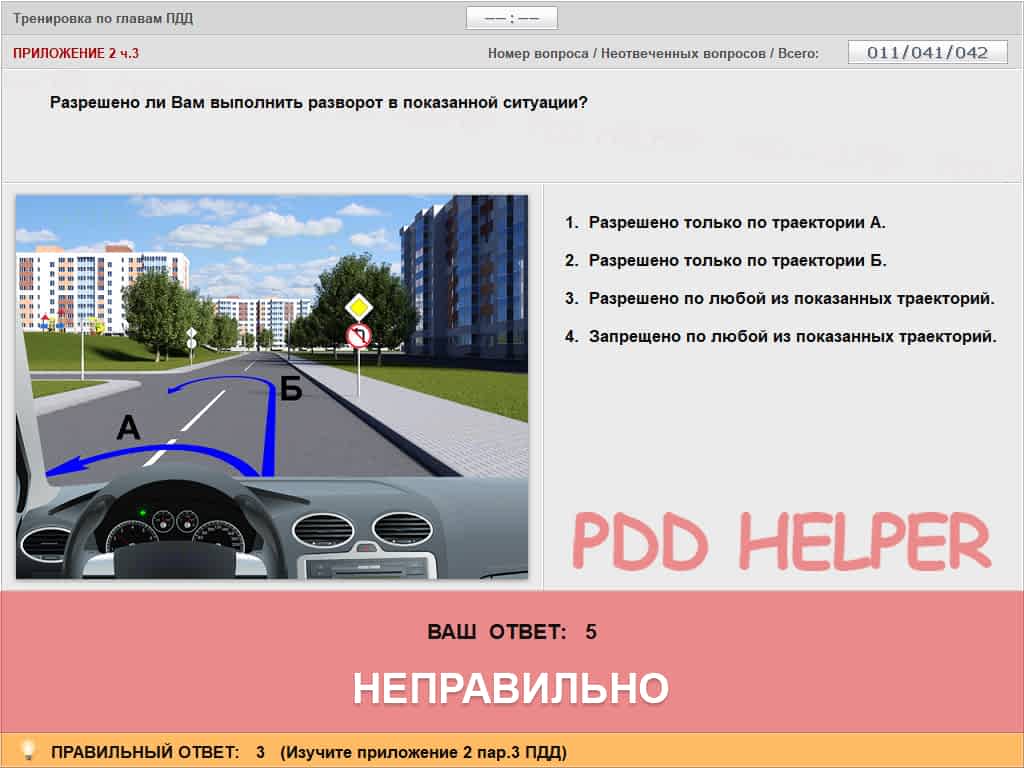 Тренировка по главам ПДД
–– : ––
ПРИЛОЖЕНИЕ 2 ч.3
Номер вопроса / Неотвеченных вопросов / Всего: 011/041/042
Разрешено ли Вам выполнить разворот в показанной ситуации?
А
Б
1. Разрешено только по траектории А.
2. Разрешено только по траектории Б.
3. Разрешено по любой из показанных траекторий.
4. Запрещено по любой из показанных траекторий.
PDD HELPER
ВАШ ОТВЕТ: 5
НЕПРАВИЛЬНО
ПРАВИЛЬНЫЙ ОТВЕТ: 3 (Изучите приложение 2 пар.3 ПДД)